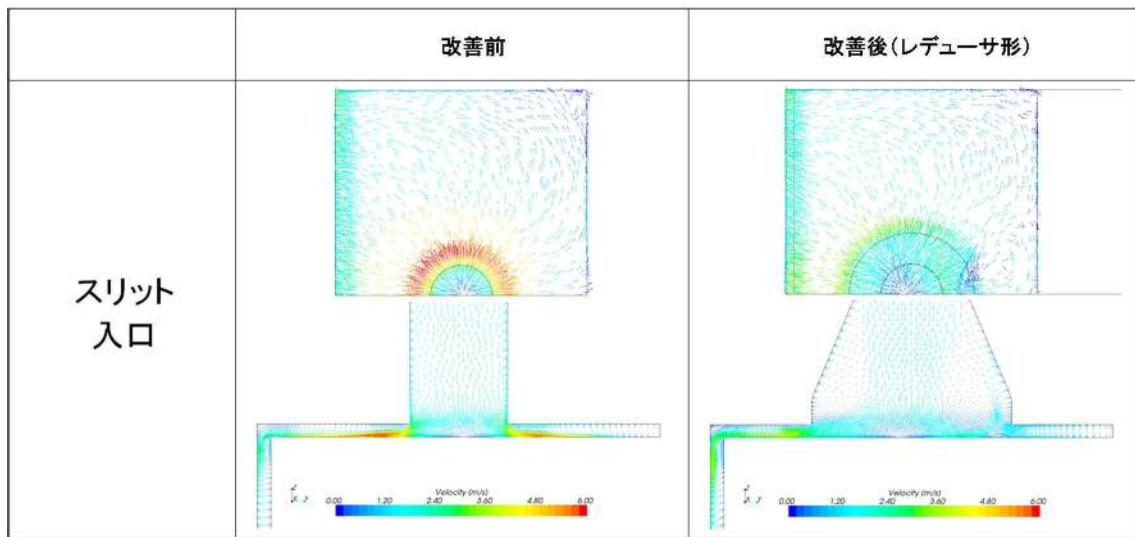 改善前
改善後(レデューサ形)
スリット
入口
Velocity (m/s)
0.00 1.20 2.40 3.60 4.80 6.00
Velocity (m/s)
0.00 1.20 2.40 3.60 4.80 6.00